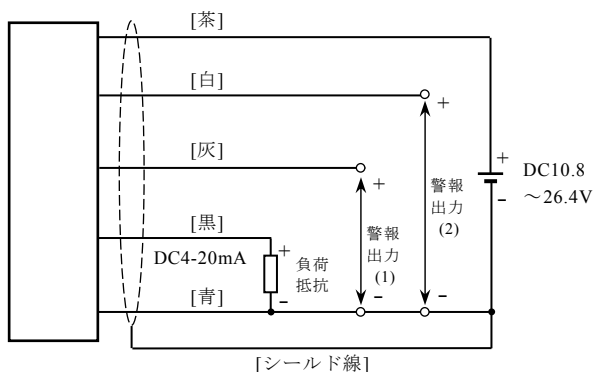 [茶]
[白]
+
[灰]
+
DC10.8
～26.4V
-
警報
出力
(2)
+
[黒]
DC4-20mA
+
負荷
抵抗
-
警報
出力
(1)
[青]
-
-
[シールド線]